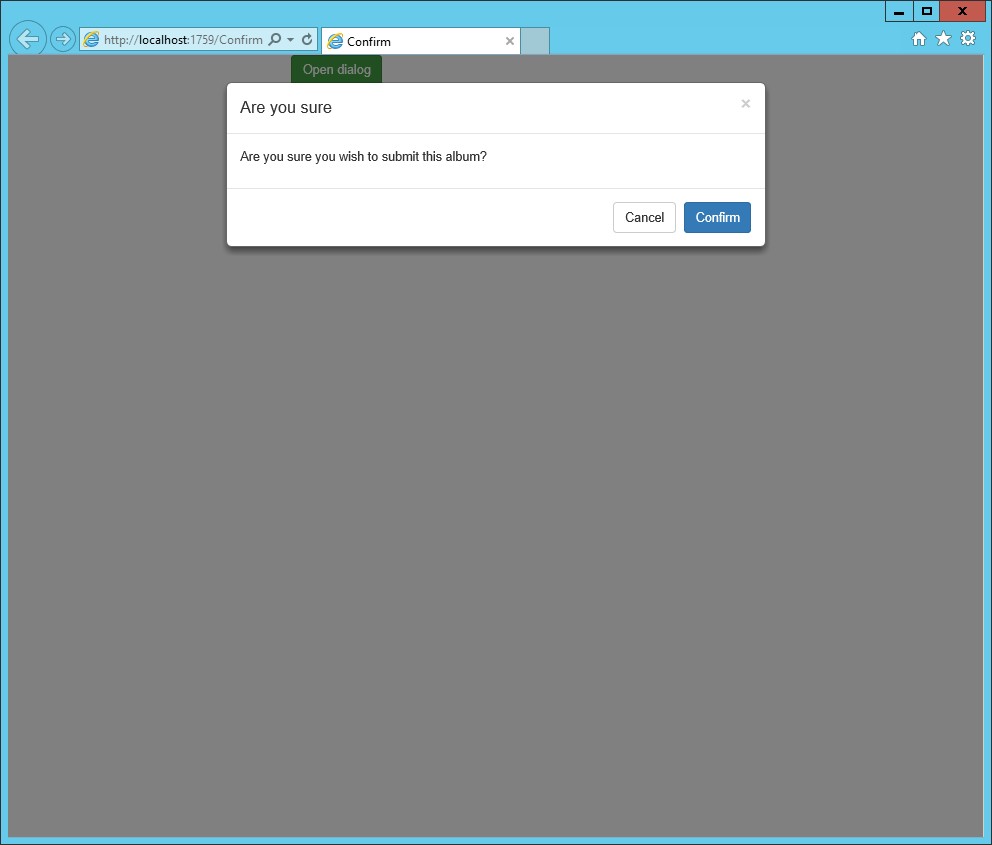 http://localhost:1759/Confirm
Confirm
Open dialog
Are you sure
Are you sure you wish to submit this album?
Cancel
Confirm